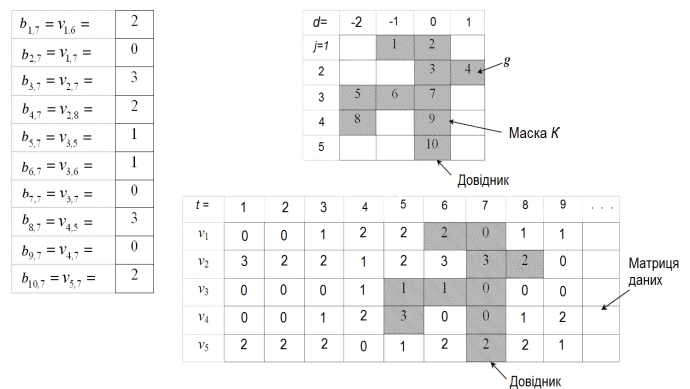 b1,7 = v1,6 = 2
b2,7 = v1,7 = 0
b3,7 = v2,7 = 3
b4,7 = v2,8 = 2
b5,7 = v3,5 = 1
b6,7 = v3,6 = 1
b7,7 = v3,7 = 0
b8,7 = v4,5 = 3
b9,7 = v4,7 = 0
b10,7 = v5,7 = 2
d= -2 -1 0 1
j=1 1 2
2 3 4
g
3 5 6 7
4 8 9
Маска K
5 10
Довідник
t = 1 2 3 4 5 6 7 8 9 . . .
v1 0 0 1 2 2 2 0 1 1
v2 3 2 2 1 2 3 3 2 0
v3 0 0 0 1 1 1 0 0 0
v4 0 0 1 2 3 0 0 1 2
v5 2 2 2 0 1 2 2 2 1
Матриця
даних
Довідник